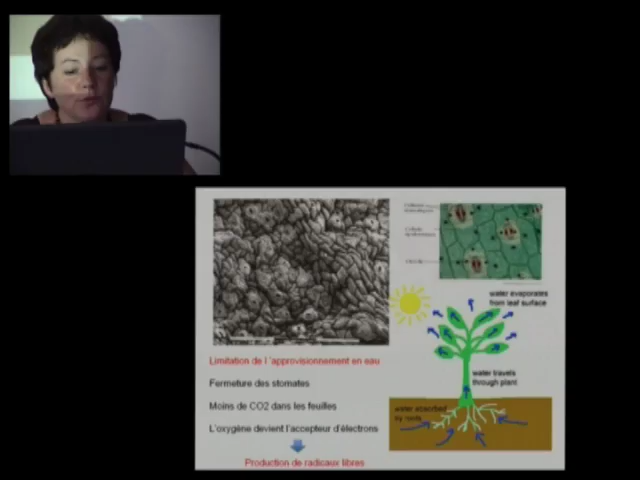 water evaporates
from leaf surface
Limitation de l 'approvisionnement en eau
Fermeture des stomates
water travels
through plant
Moins de CO2 dans les feuilles
water absorbed
by roots
L'oxygène devient l'accepteur d'électrons
Production de radicaux libres